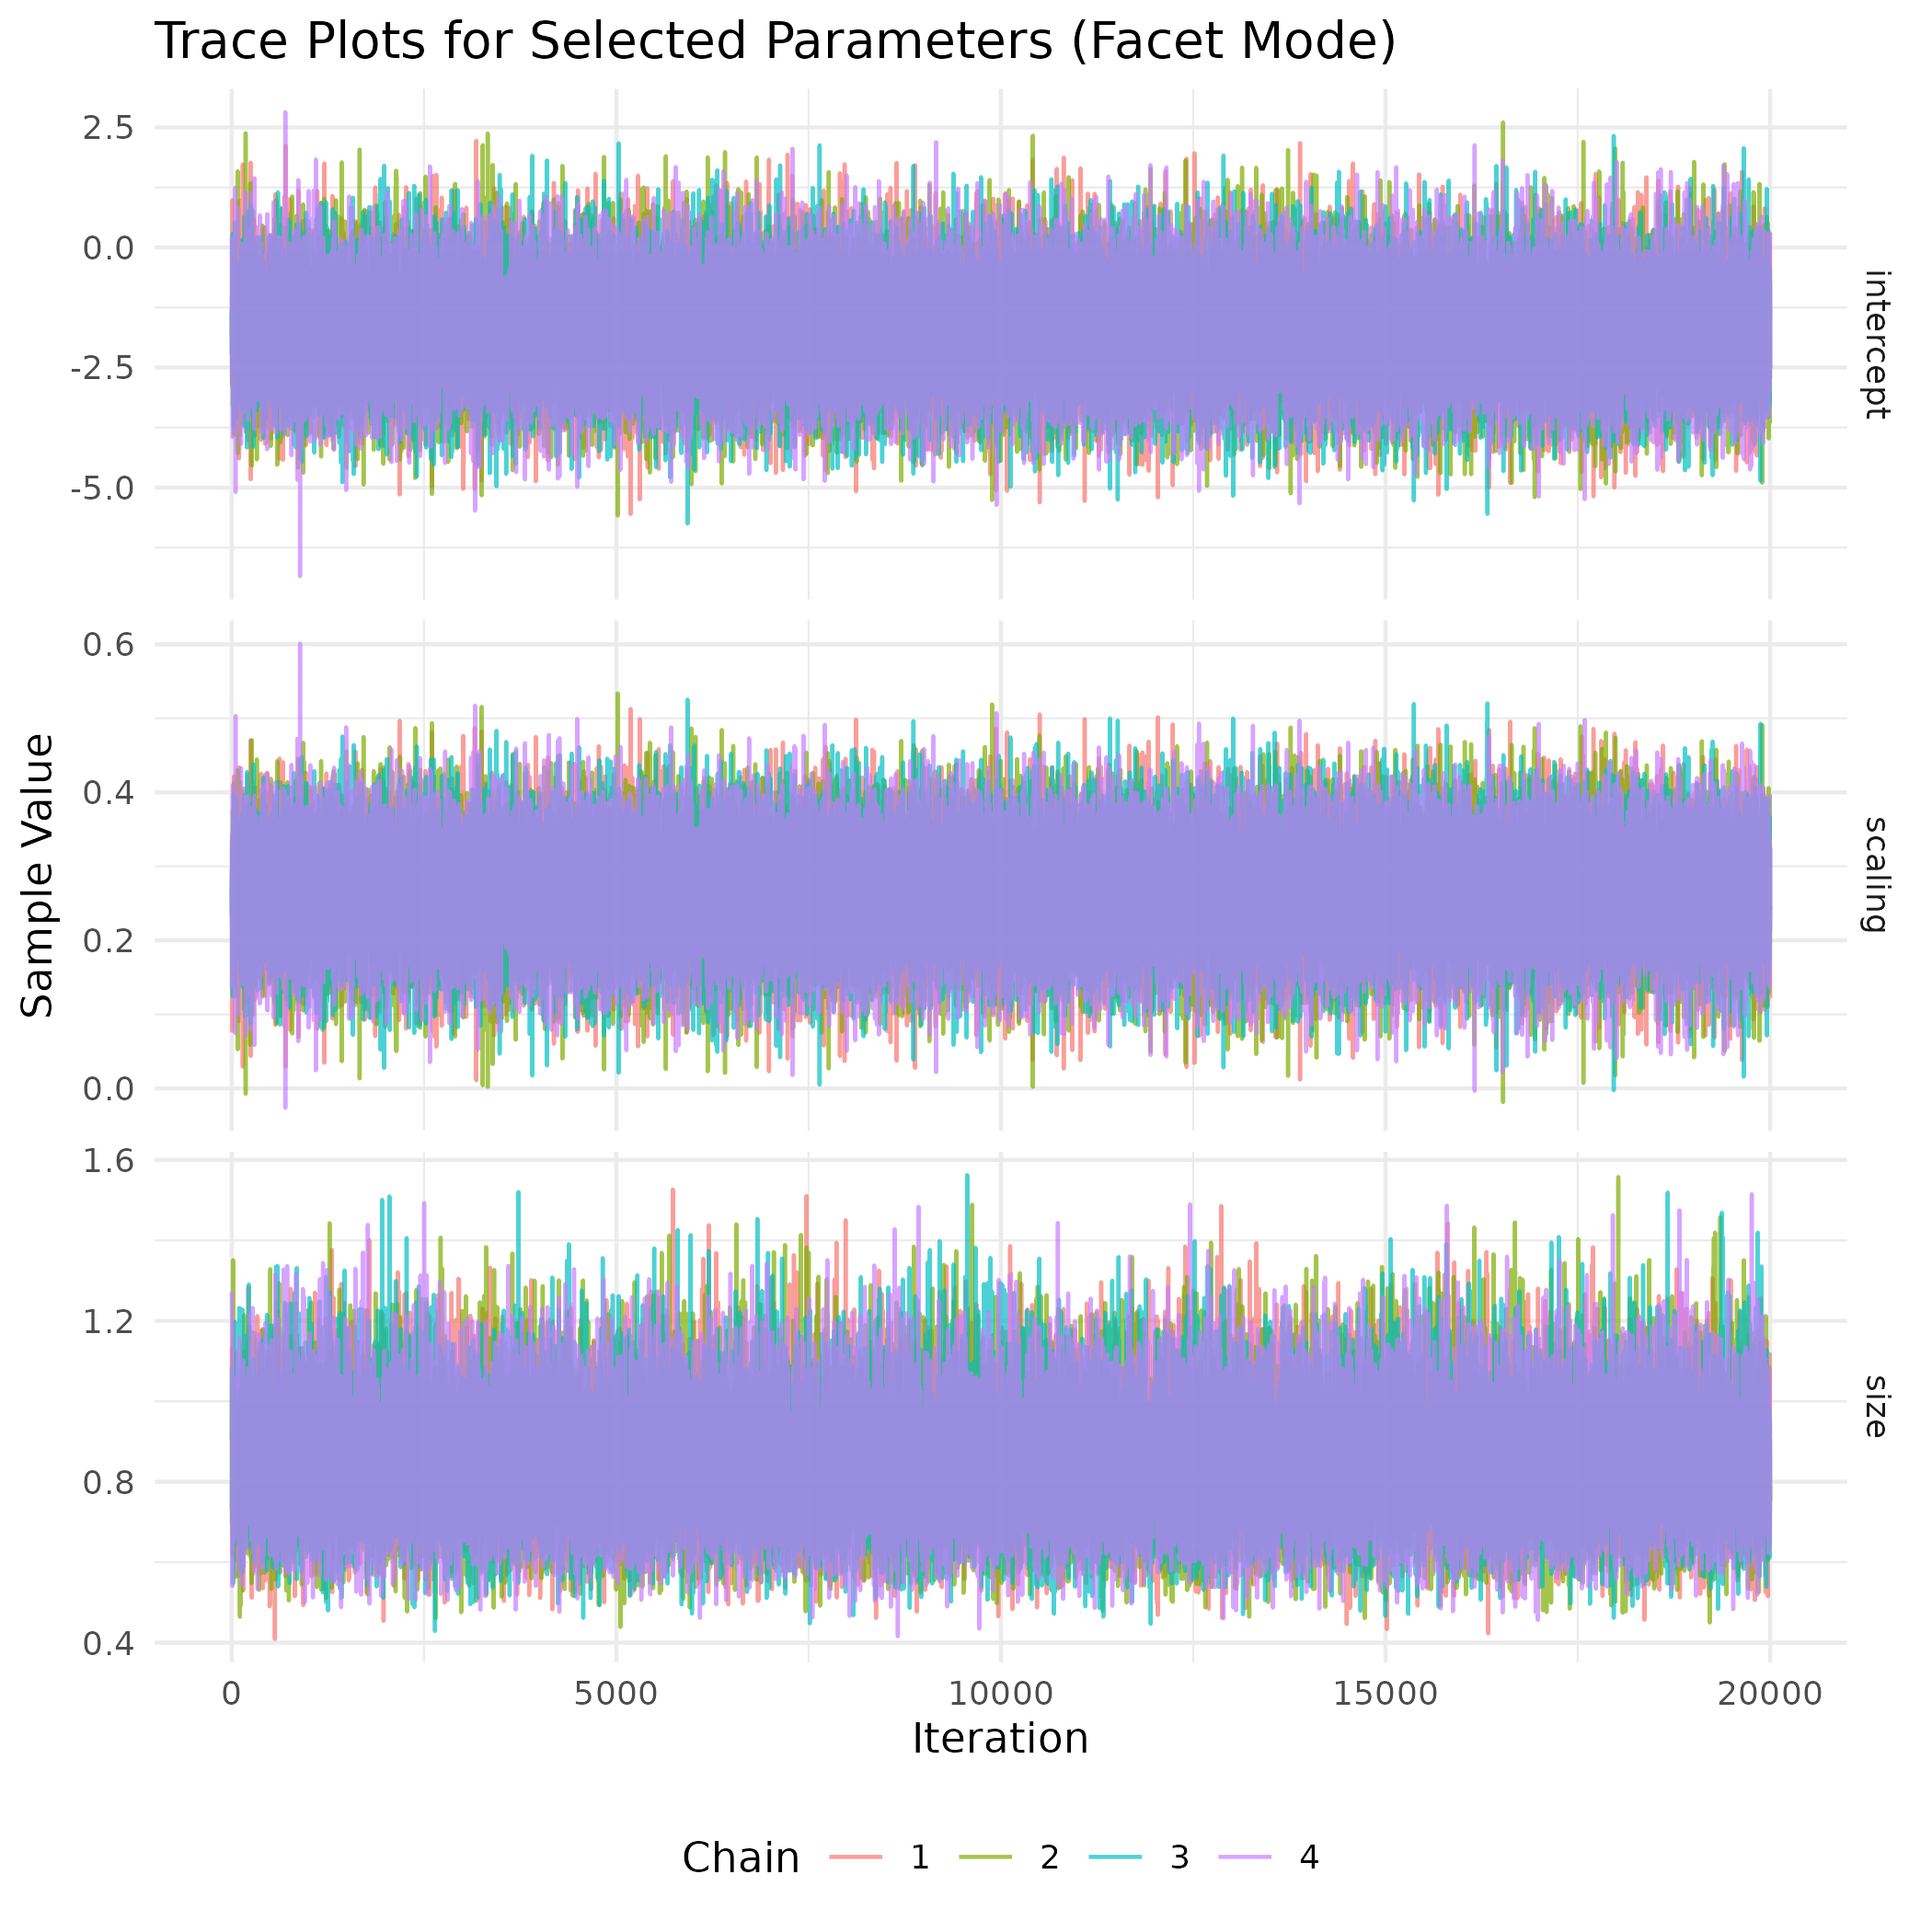 Trace Plots for Selected Parameters (Facet Mode)
2.5
0.0
-2.5
-5.0
intercept
0.6
0.4
0.2
0.0
scaling
Sample Value
1.6
1.2
0.8
0.4
size
0 5000 10000 15000 20000
Iteration
Chain 1 2 3 4